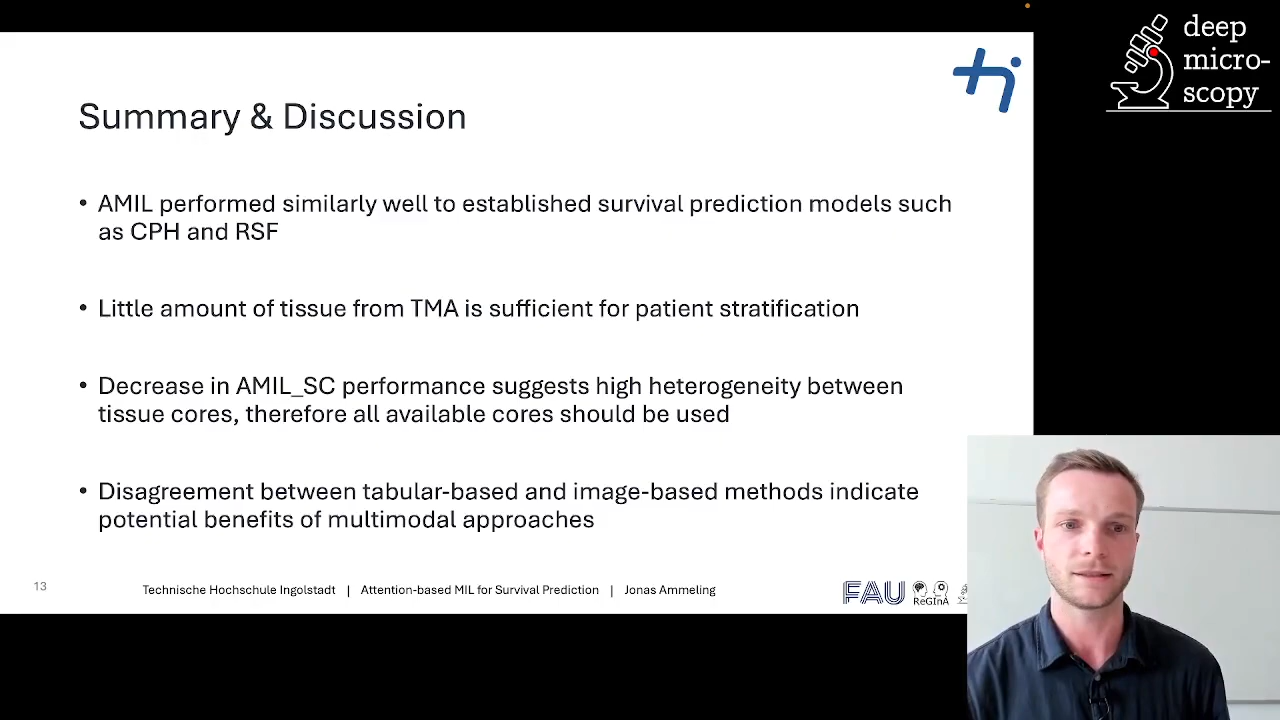 deep
micro-
scopy
Summary & Discussion
• AMIL performed similarly well to established survival prediction models such
as CPH and RSF
• Little amount of tissue from TMA is sufficient for patient stratification
• Decrease in AMIL_SC performance suggests high heterogeneity between
tissue cores, therefore all available cores should be used
• Disagreement between tabular-based and image-based methods indicate
potential benefits of multimodal approaches
13
Technische Hochschule Ingolstadt | Attention-based MIL for Survival Prediction | Jonas Ammeling
FAU
ReGInA